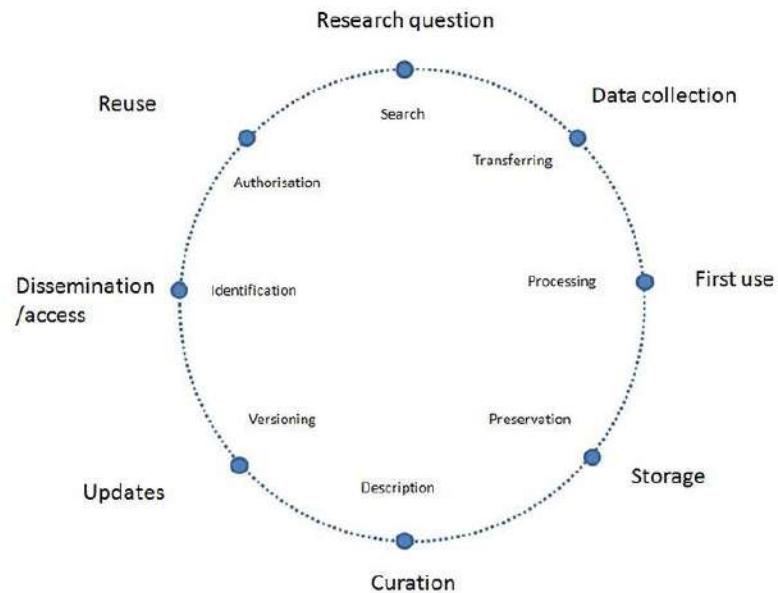 Research question
Reuse
Data collection
Search
Transferring
Authorisation
Dissemination
/access
Identification
Processing
First use
Versioning
Preservation
Updates
Description
Storage
Curation